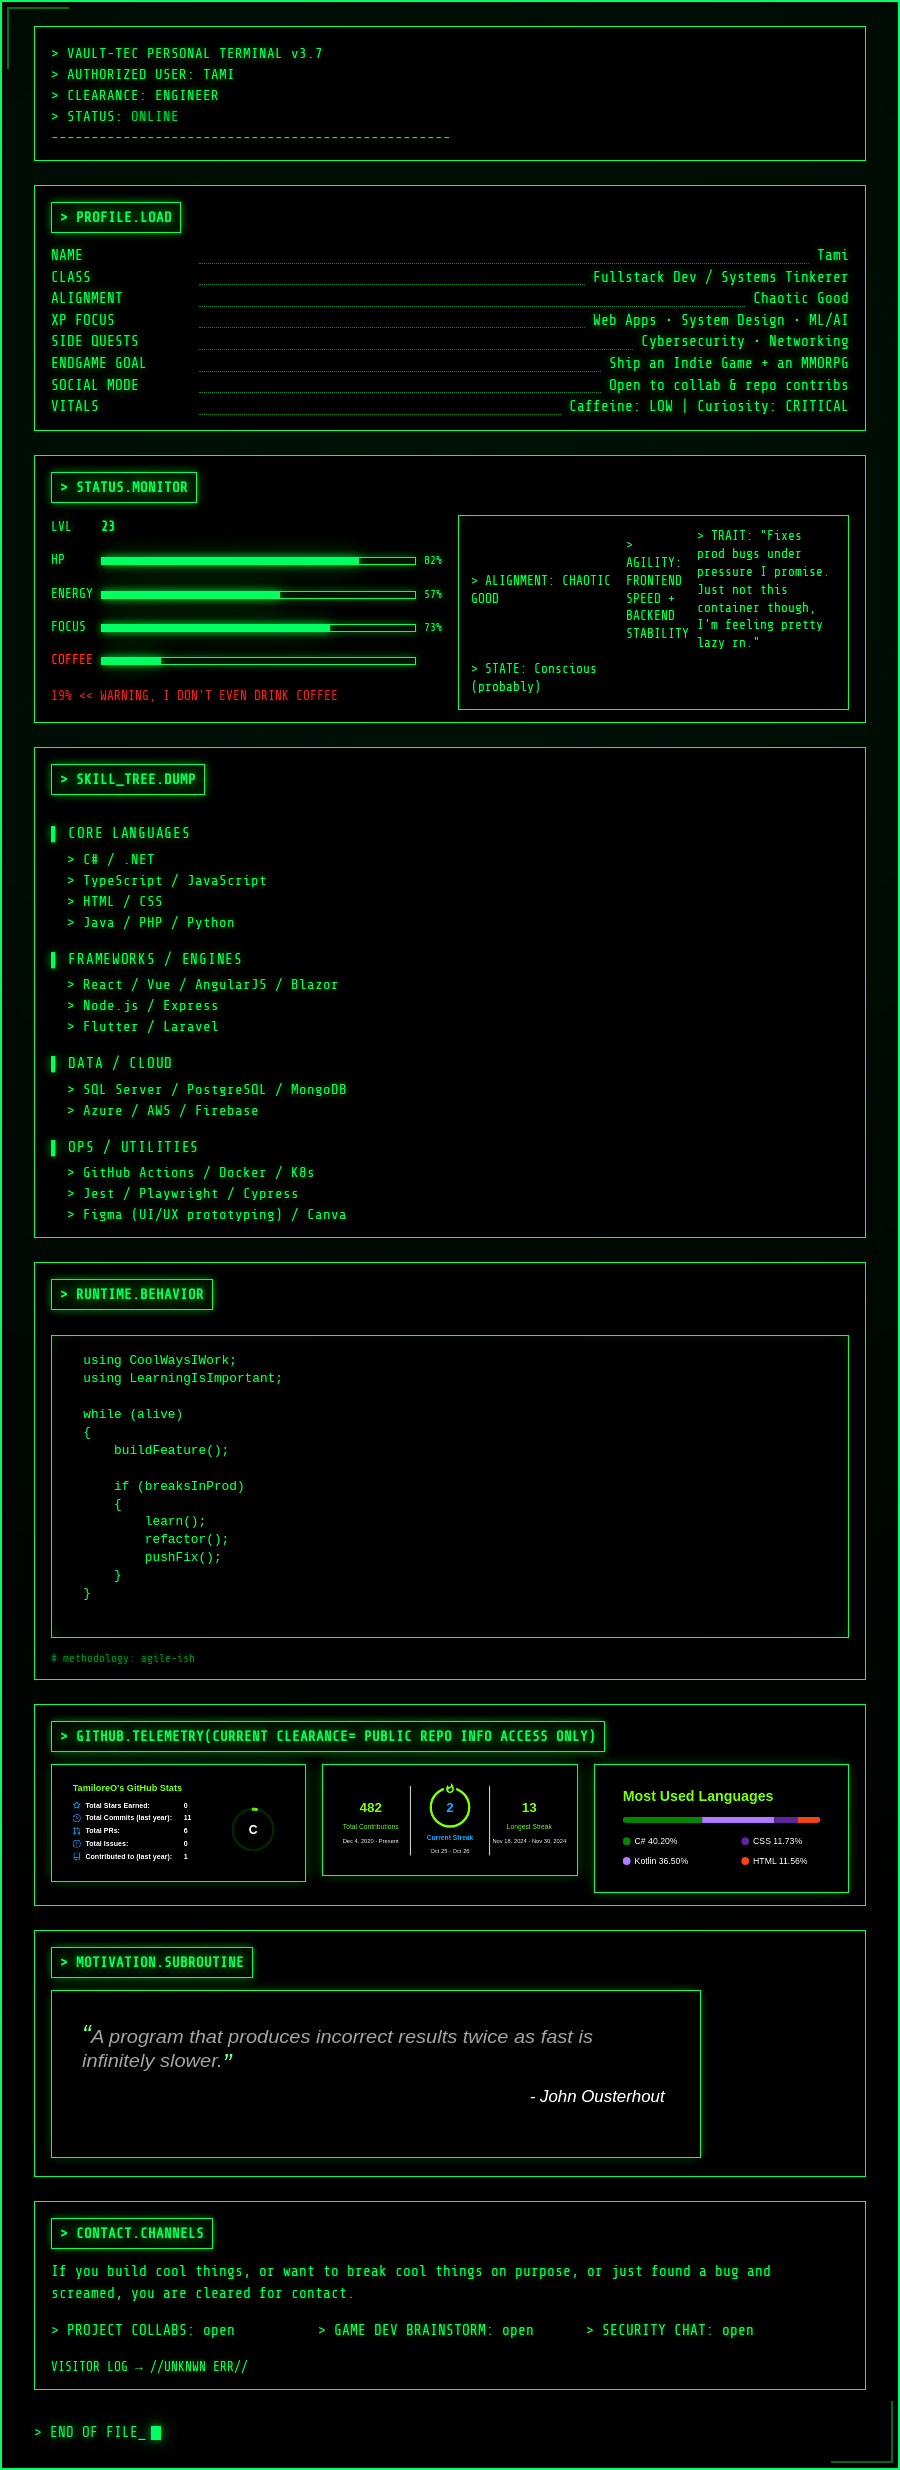 > VAULT-TEC PERSONAL TERMINAL v3.7
> AUTHORIZED USER: TAMI
> CLEARANCE: ENGINEER
> STATUS: ONLINE
--------------------------------------------------
> PROFILE.LOAD
NAME Tami
CLASS Fullstack Dev / Systems Tinkerer
ALIGNMENT Chaotic Good
XP FOCUS Web Apps · System Design · ML/AI
SIDE QUESTS Cybersecurity · Networking
ENDGAME GOAL Ship an Indie Game + an MMORPG
SOCIAL MODE Open to collab & repo contribs
VITALS Caffeine: LOW | Curiosity: CRITICAL
> STATUS.MONITOR
LVL 23
HP 82%
ENERGY 57%
FOCUS 73%
COFFEE
19% << WARNING, I DON'T EVEN DRINK COFFEE
> ALIGNMENT: CHAOTIC
GOOD
>
AGILITY:
FRONTEND
SPEED +
BACKEND
STABILITY
> TRAIT: "Fixes
prod bugs under
pressure I promise.
Just not this
container though,
I'm feeling pretty
lazy rn."
> STATE: Conscious
(probably)
> SKILL_TREE.DUMP
CORE LANGUAGES
> C# / .NET
> TypeScript / JavaScript
> HTML / CSS
> Java / PHP / Python
FRAMEWORKS / ENGINES
> React / Vue / AngularJS / Blazor
> Node.js / Express
> Flutter / Laravel
DATA / CLOUD
> SQL Server / PostgreSQL / MongoDB
> Azure / AWS / Firebase
OPS / UTILITIES
> GitHub Actions / Docker / K8s
> Jest / Playwright / Cypress
> Figma (UI/UX prototyping) / Canva
> RUNTIME.BEHAVIOR
using CoolWaysIWork;
using LearningIsImportant;
while (alive)
{
buildFeature();
if (breaksInProd)
{
learn();
refactor();
pushFix();
}
}
# methodology: agile-ish
> GITHUB.TELEMETRY(CURRENT CLEARANCE= PUBLIC REPO INFO ACCESS ONLY)
TamiloreO's GitHub Stats
Total Stars Earned: 0
Total Commits (last year): 11
Total PRs: 6
Total Issues: 0
Contributed to (last year): 1
C
482
Total Contributions
Dec 4, 2020 - Present
2
Current Streak
Oct 25 - Oct 26
13
Longest Streak
Nov 18, 2024 - Nov 30, 2024
Most Used Languages
C# 40.20%
CSS 11.73%
Kotlin 36.50%
HTML 11.56%
> MOTIVATION.SUBROUTINE
“A program that produces incorrect results twice as fast is
infinitely slower.”
- John Ousterhout
> CONTACT.CHANNELS
If you build cool things, or want to break cool things on purpose, or just found a bug and
screamed, you are cleared for contact.
> PROJECT COLLABS: open > GAME DEV BRAINSTORM: open > SECURITY CHAT: open
VISITOR LOG → //UNKNWN ERR//
> END OF FILE_